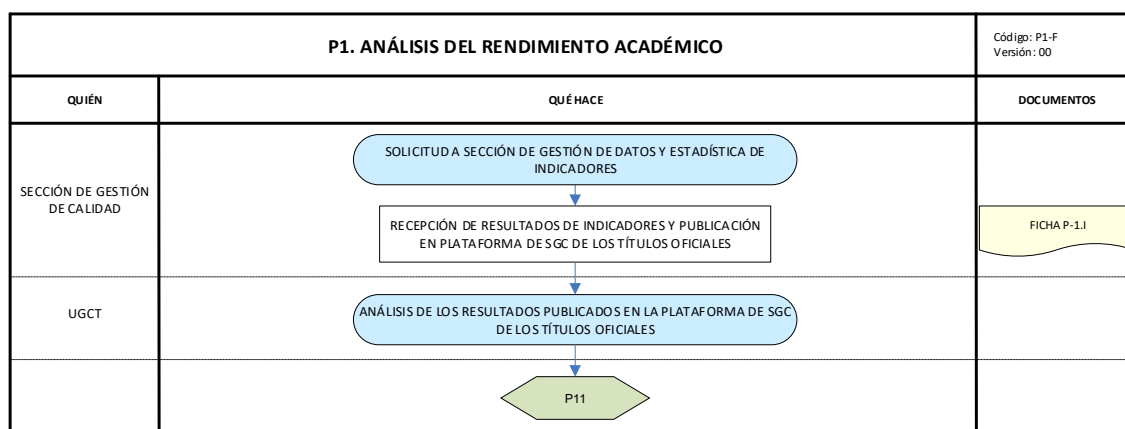 P1. ANÁLISIS DEL RENDIMIENTO ACADÉMICO
Código: P1-F
Versión: 00
QUIÉN
QUÉ HACE
DOCUMENTOS
SOLICITUD A SECCIÓN DE GESTIÓN DE DATOS Y ESTADÍSTICA DE
INDICADORES
SECCIÓN DE GESTIÓN
DE CALIDAD
RECEPCIÓN DE RESULTADOS DE INDICADORES Y PUBLICACIÓN
EN PLATAFORMA DE SGC DE LOS TÍTULOS OFICIALES
FICHA P-1.I
UGCT
ANÁLISIS DE LOS RESULTADOS PUBLICADOS EN LA PLATAFORMA DE SGC
DE LOS TÍTULOS OFICIALES
P11